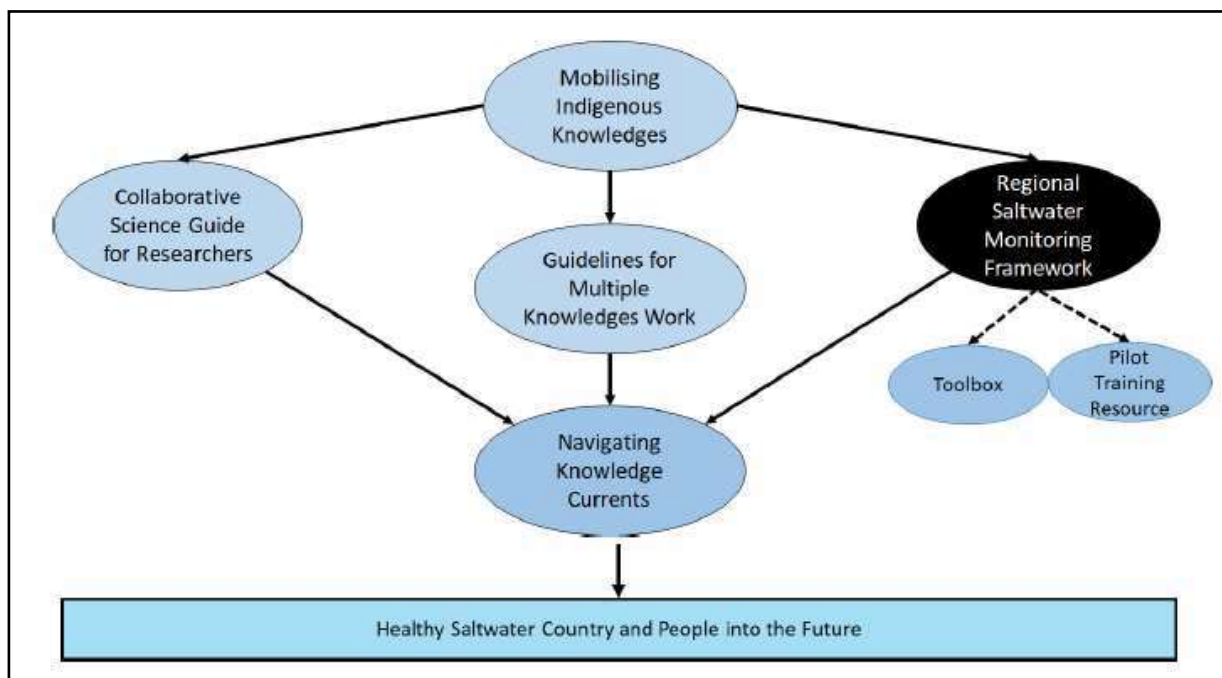 Mobilising
Indigenous
Knowledges
Collaborative
Science Guide
for Researchers
Regional
Saltwater
Monitoring
Framework
Guidelines for
Multiple
Knowledges Work
Toolbox
Pilot
Training
Resource
Navigating
Knowledge
Currents
Healthy Saltwater Country and People into the Future